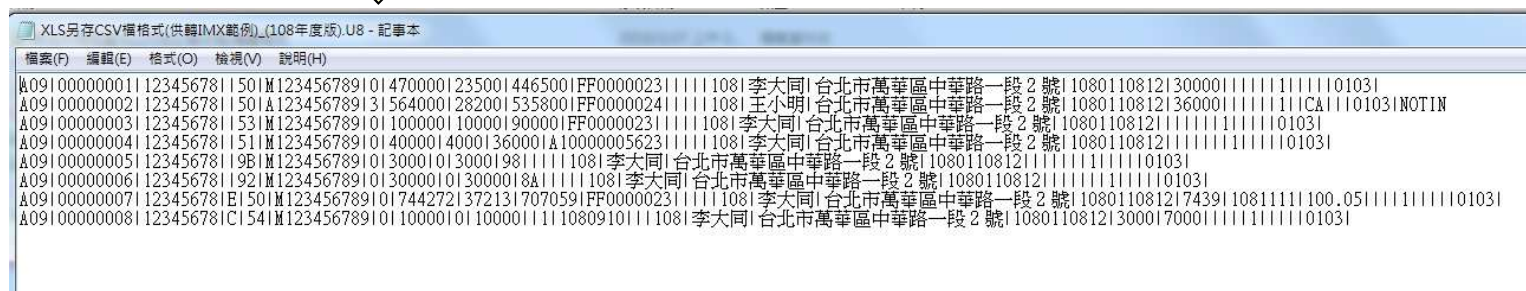 XLS另存CSV檔格式(供轉IMX範例)_(108年度版).U8 - 記事本
檔案(F) 編輯(E) 格式(O) 檢視(V) 說明(H)
A09|00000001|12345678||50|M123456789|0|470000|23500|446500|FF0000023|||||108|李大同|台北市萬華區中華路一段２號|1080110812|30000||||||1|||||0103|
A09|00000002|12345678||50|A123456789|3|564000|28200|535800|FF0000024|||||108|王小明|台北市萬華區中華路一段２號|1080110812|36000||||||1||CA|||0103|NOTIN
A09|00000003|12345678||53|M123456789|0|100000|10000|90000|FF0000023|||||108|李大同|台北市萬華區中華路一段２號|1080110812|||||||1|||||0103|
A09|00000004|12345678||51|M123456789|0|40000|4000|36000|A10000005623|||||108|李大同|台北市萬華區中華路一段２號|1080110812|||||||1|||||0103|
A09|00000005|12345678||9B|M123456789|0|3000|0|3000|98|||||108|李大同|台北市萬華區中華路一段２號|1080110812|||||||1|||||0103|
A09|00000006|12345678||92|M123456789|0|30000|0|30000|8A|||||108|李大同|台北市萬華區中華路一段２號|1080110812|||||||1|||||0103|
A09|00000007|12345678|E|50|M123456789|0|744272|37213|707059|FF0000023|||||108|李大同|台北市萬華區中華路一段２號|1080110812|7439|1081111|100.05||||1|||||0103|
A09|00000008|12345678|C|54|M123456789|0|10000|0|10000||1|1080910|||108|李大同|台北市萬華區中華路一段２號|1080110812|3000|7000|||||1|||||0103|